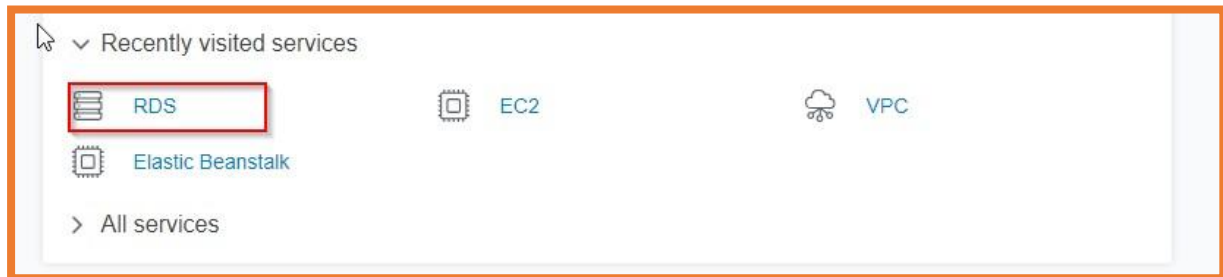 Recently visited services
RDS EC2 VPC
Elastic Beanstalk
All services